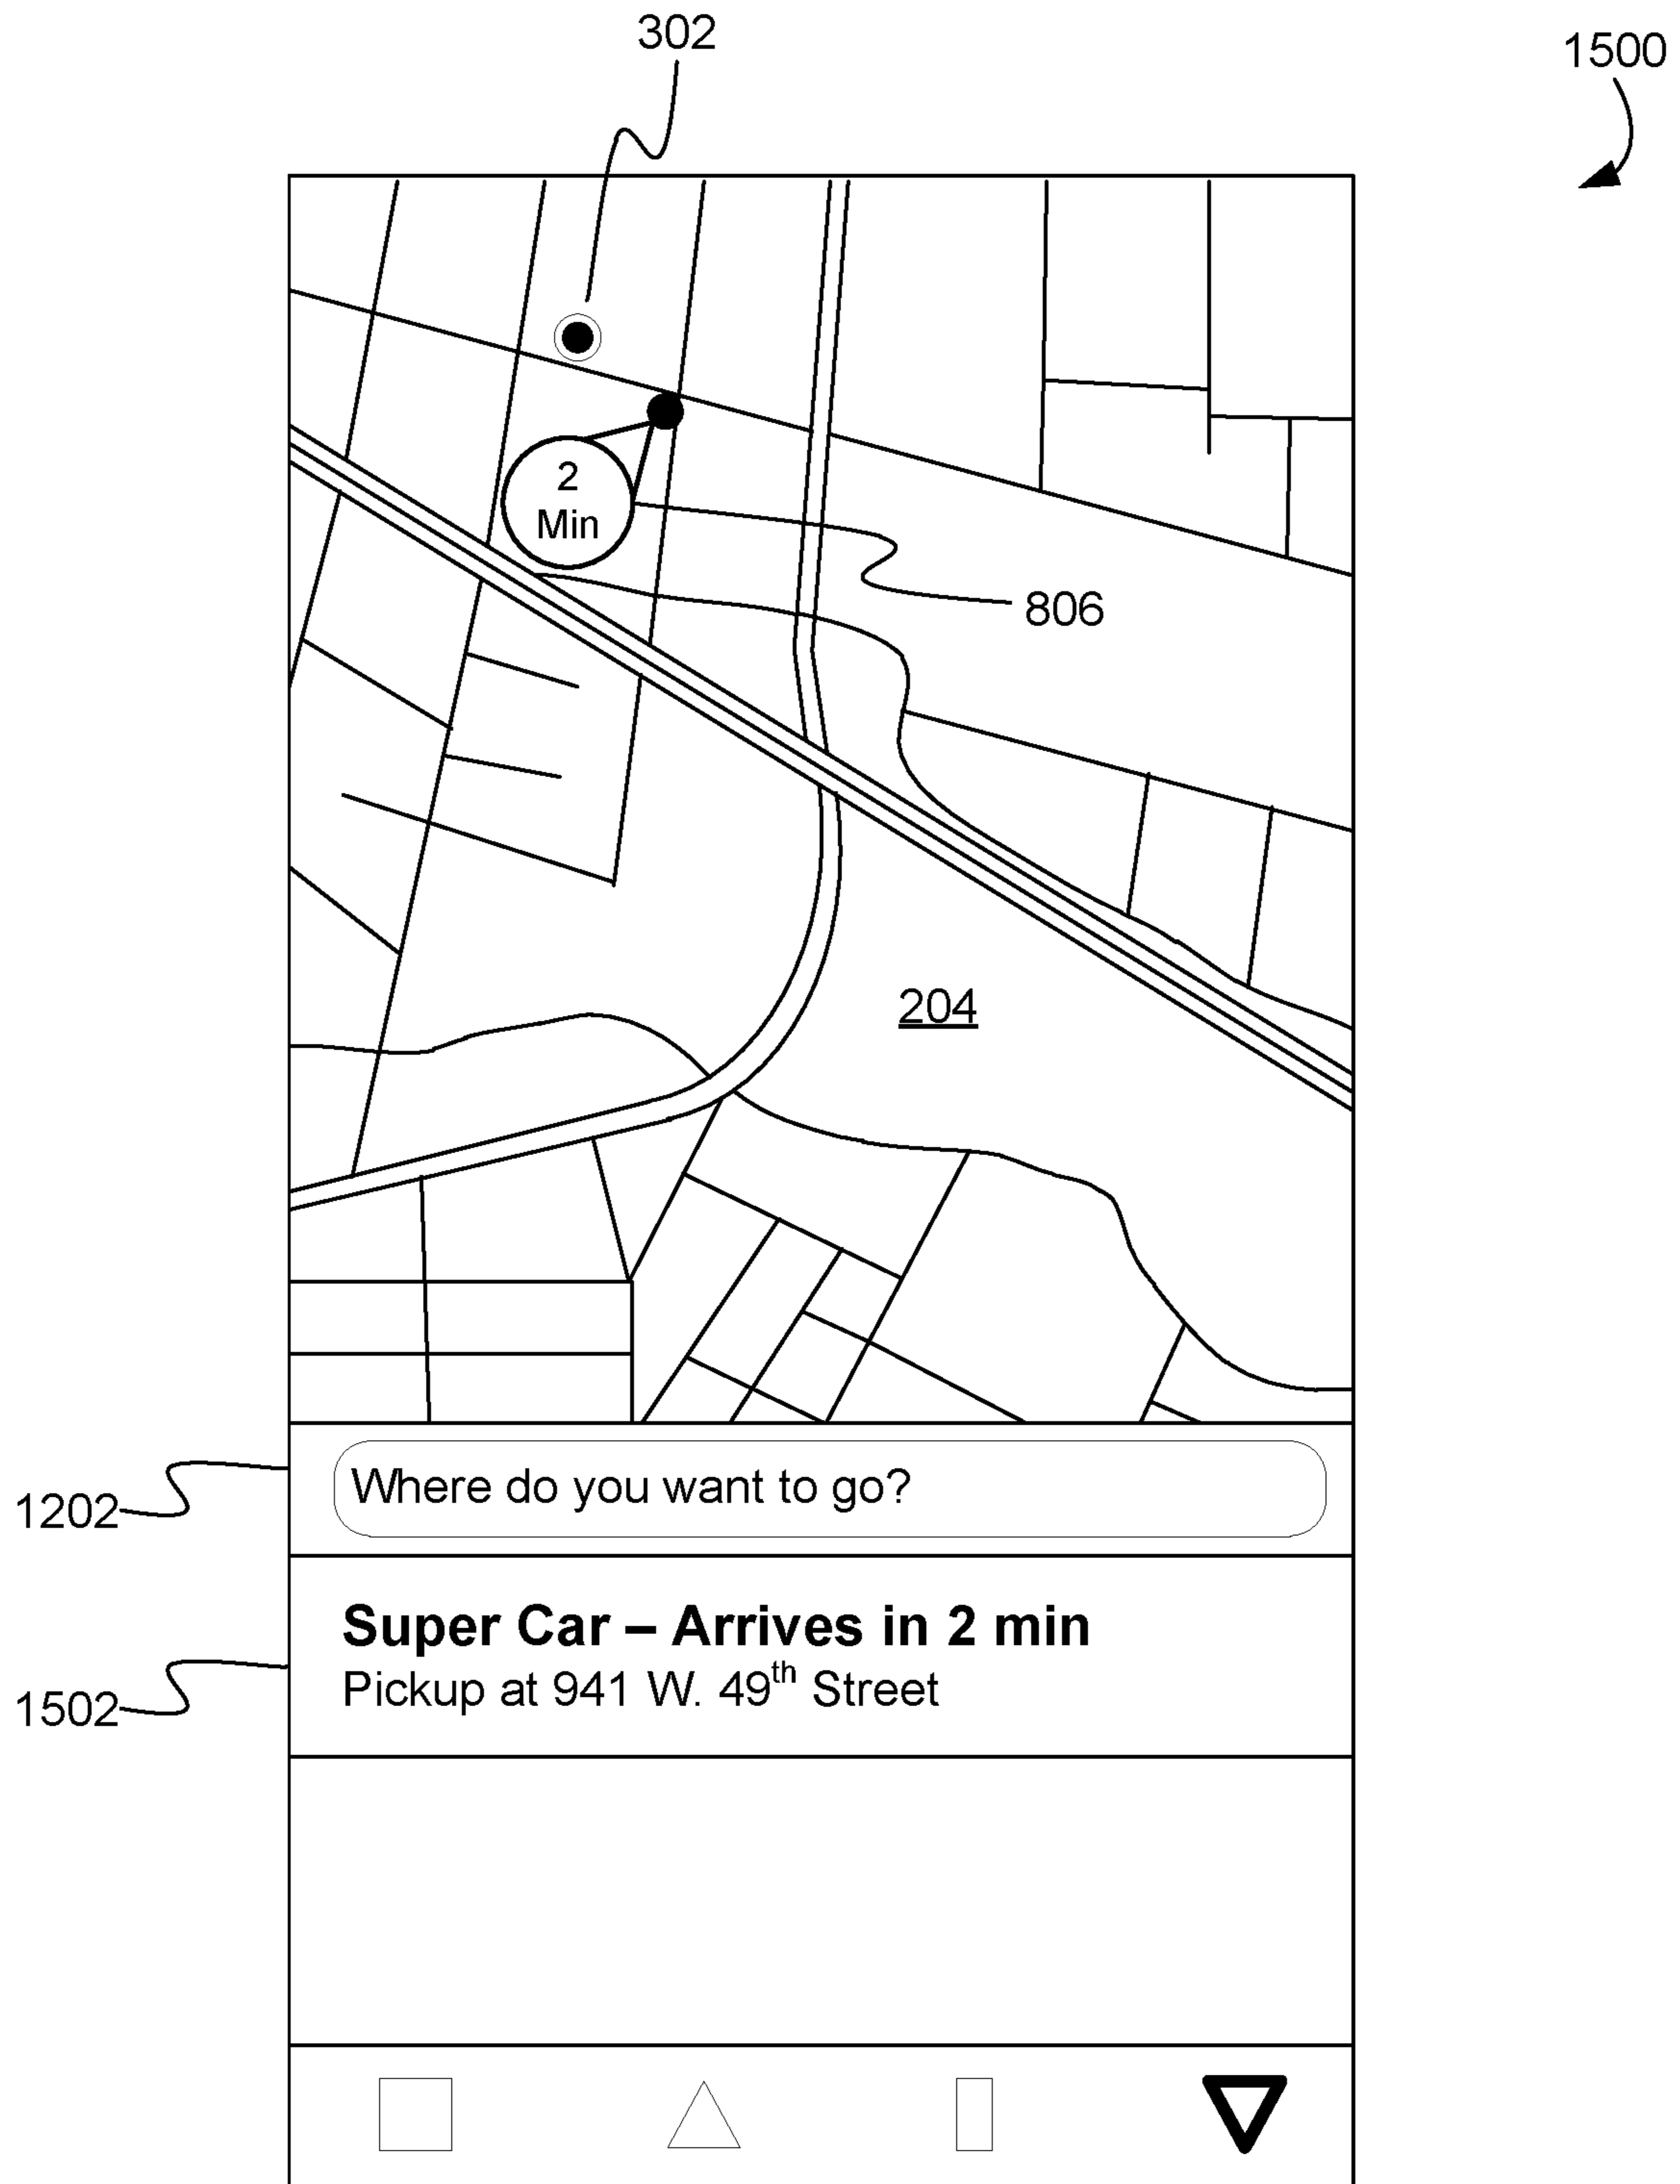 302
1500
2
Min
806
204
1202
Where do you want to go?
Super Car – Arrives in 2 min
1502
Pickup at 941 W. 49th Street